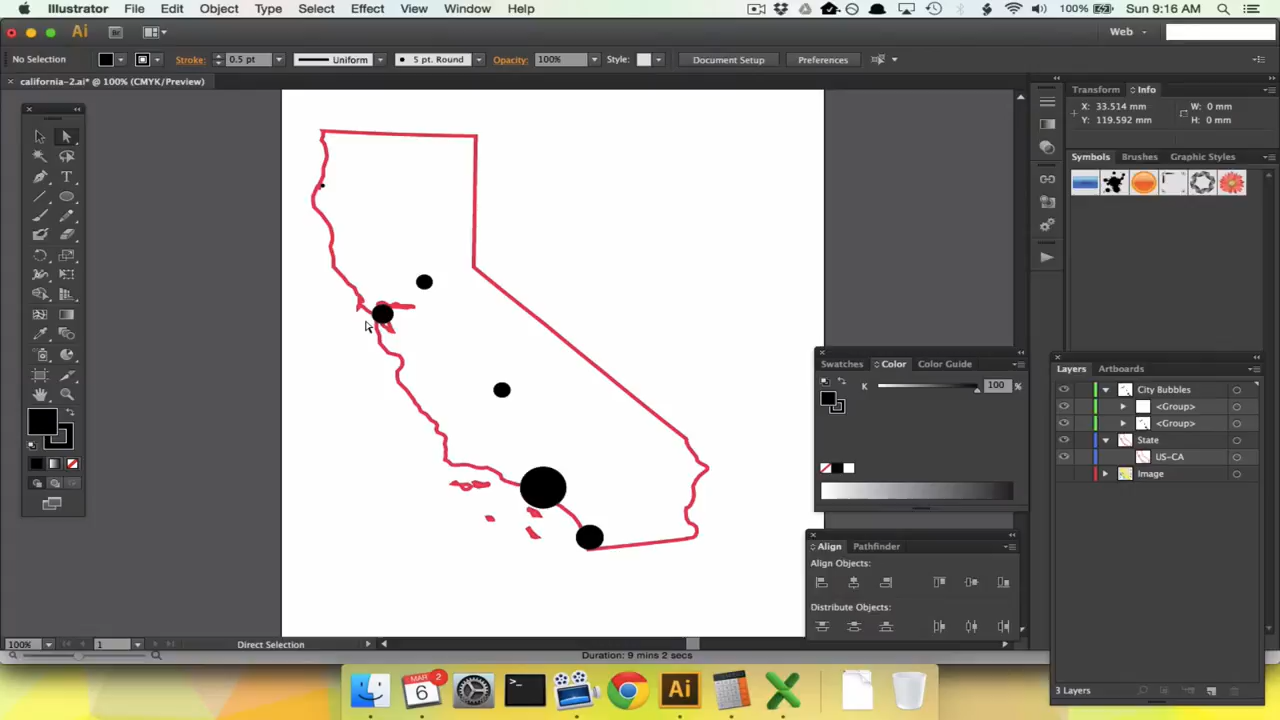 Illustrator File Edit Object Type Select Effect View Window Help 100% Sun 9:16 AM
Ai Br Web
No Selection Stroke: 0.5 pt Uniform 5 pt. Round Opacity: 100% Style: Document Setup Preferences
× california-2.ai* @ 100% (CMYK/Preview)
Transform Info
X: 33.514 mm
Y: 119.592 mm
W: 0 mm
H: 0 mm
Symbols Brushes Graphic Styles
T
Swatches Color Color Guide
K 100 %
Layers Artboards
City Bubbles
<Group>
<Group>
State
US-CA
Image
Align Pathfinder
Align Objects:
Distribute Objects:
100% 1 Direct Selection
Duration: 9 mins 2 secs
3 Layers
MAR 2
6
>_
Ai
X